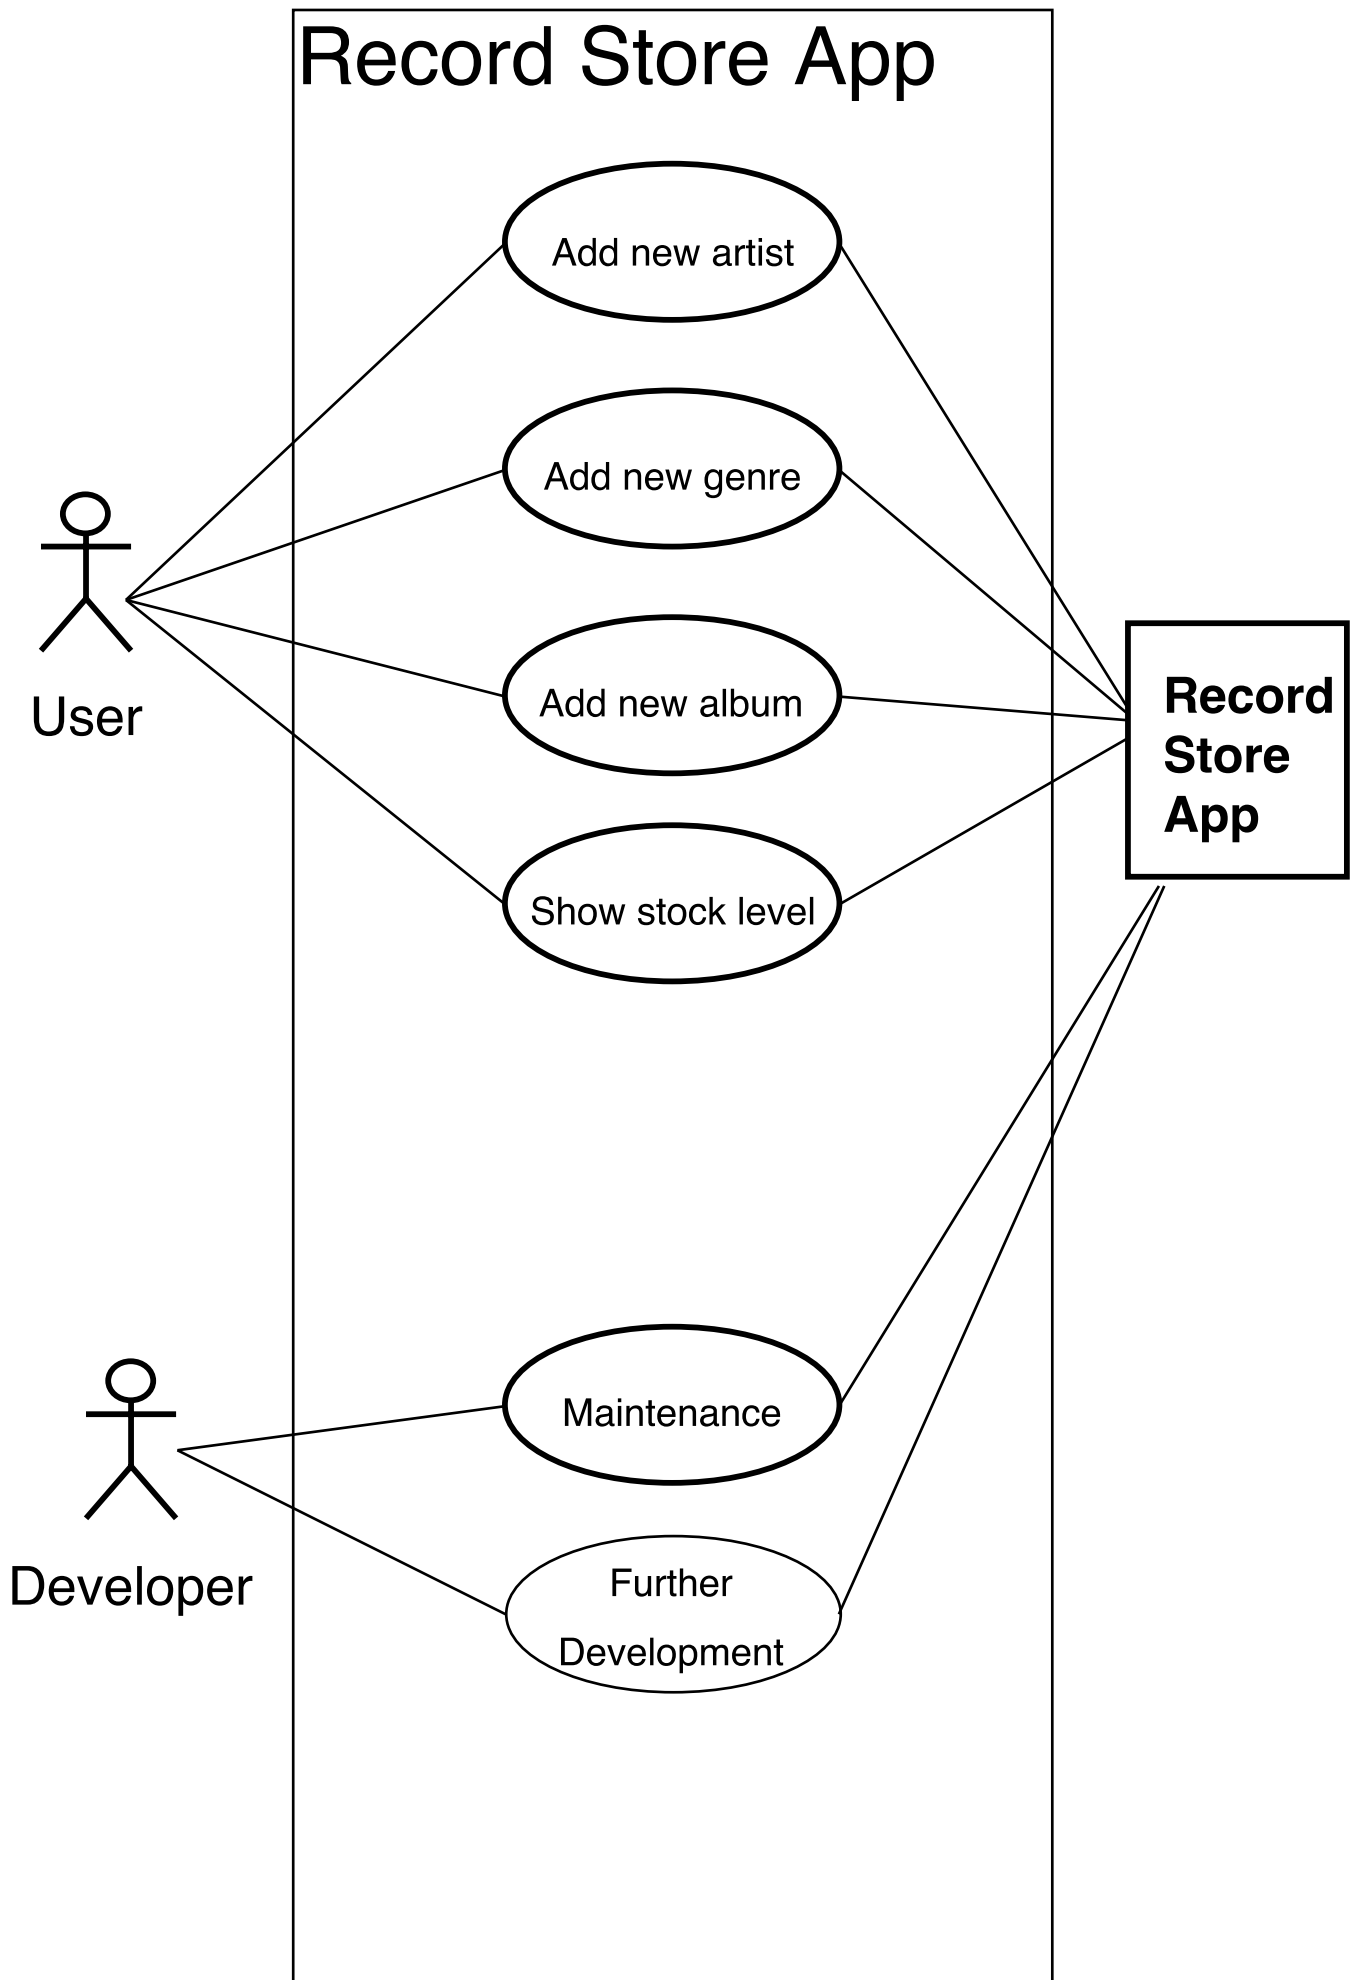 Record Store App
Add new artist
Add new genre
Add new album
Show stock level
User
Record
Store
App
Maintenance
Further
Development
Developer